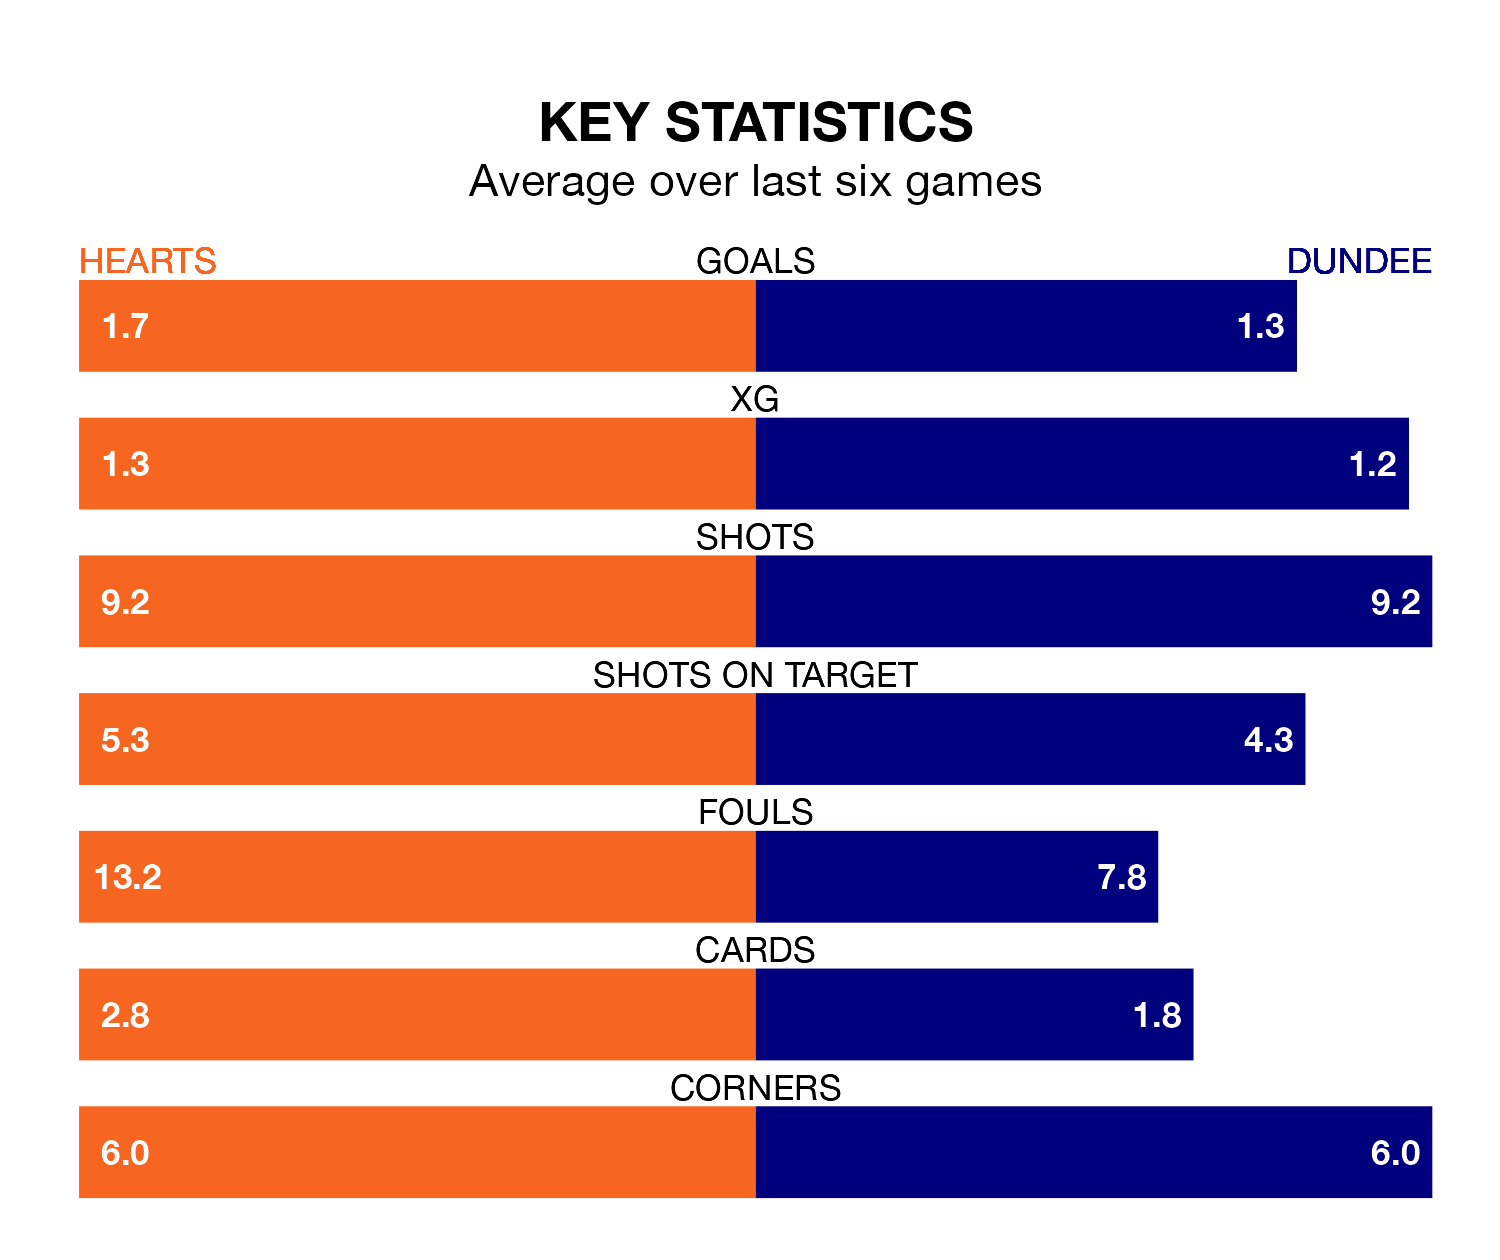 KEY STATISTICS
Average over last six games
HEARTS GOALS DUNDEE
1.7 1.3
XG
1.3 1.2
SHOTS
9.2 9.2
SHOTS ON TARGET
5.3 4.3
FOULS
13.2 7.8
CARDS
2.8 1.8
CORNERS
6.0 6.0